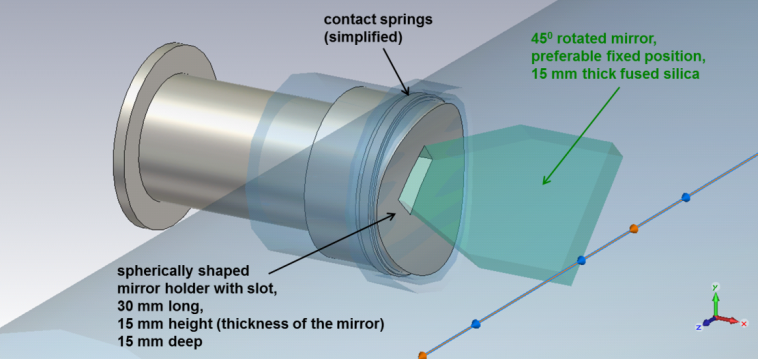 contact springs
(simplified)
45⁰ rotated mirror,
preferable fixed position,
15 mm thick fused silica
spherically shaped
mirror holder with slot,
30 mm long,
15 mm height (thickness of the mirror)
15 mm deep
y
z
x